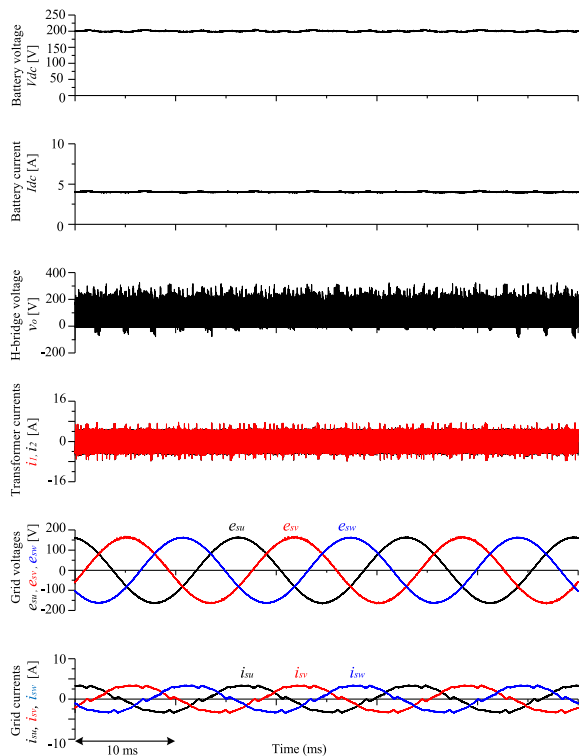 Battery voltage
Vdc [V]
250
200
150
100
50
0
Battery current
Idc [A]
10
5
0
H-bridge voltage
vo [V]
400
200
0
-200
Transformer currents
i1, i2 [A]
16
0
-16
Grid voltages
esu, esv, esw [V]
200
100
0
-100
-200
esu esv esw
Grid currents
isu, isv, isw [A]
10
0
-10
isu isv isw
10 ms
Time (ms)